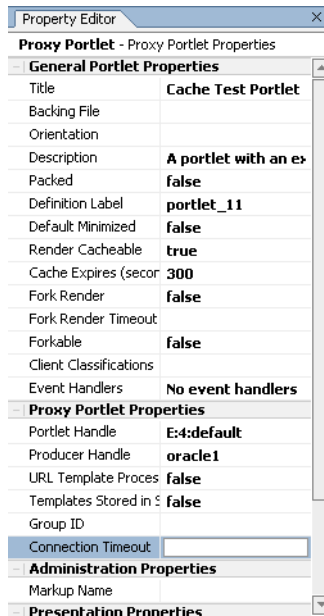 Property Editor
Proxy Portlet - Proxy Portlet Properties
General Portlet Properties
Title Cache Test Portlet
Backing File
Orientation
Description A portlet with an ex
Packed false
Definition Label portlet_11
Default Minimized false
Render Cacheable true
Cache Expires (secon 300
Fork Render false
Fork Render Timeout
Forkable false
Client Classifications
Event Handlers No event handlers
Proxy Portlet Properties
Portlet Handle E:4:default
Producer Handle oracle1
URL Template Proces false
Templates Stored in S false
Group ID
Connection Timeout
Administration Properties
Markup Name
Presentation Properties